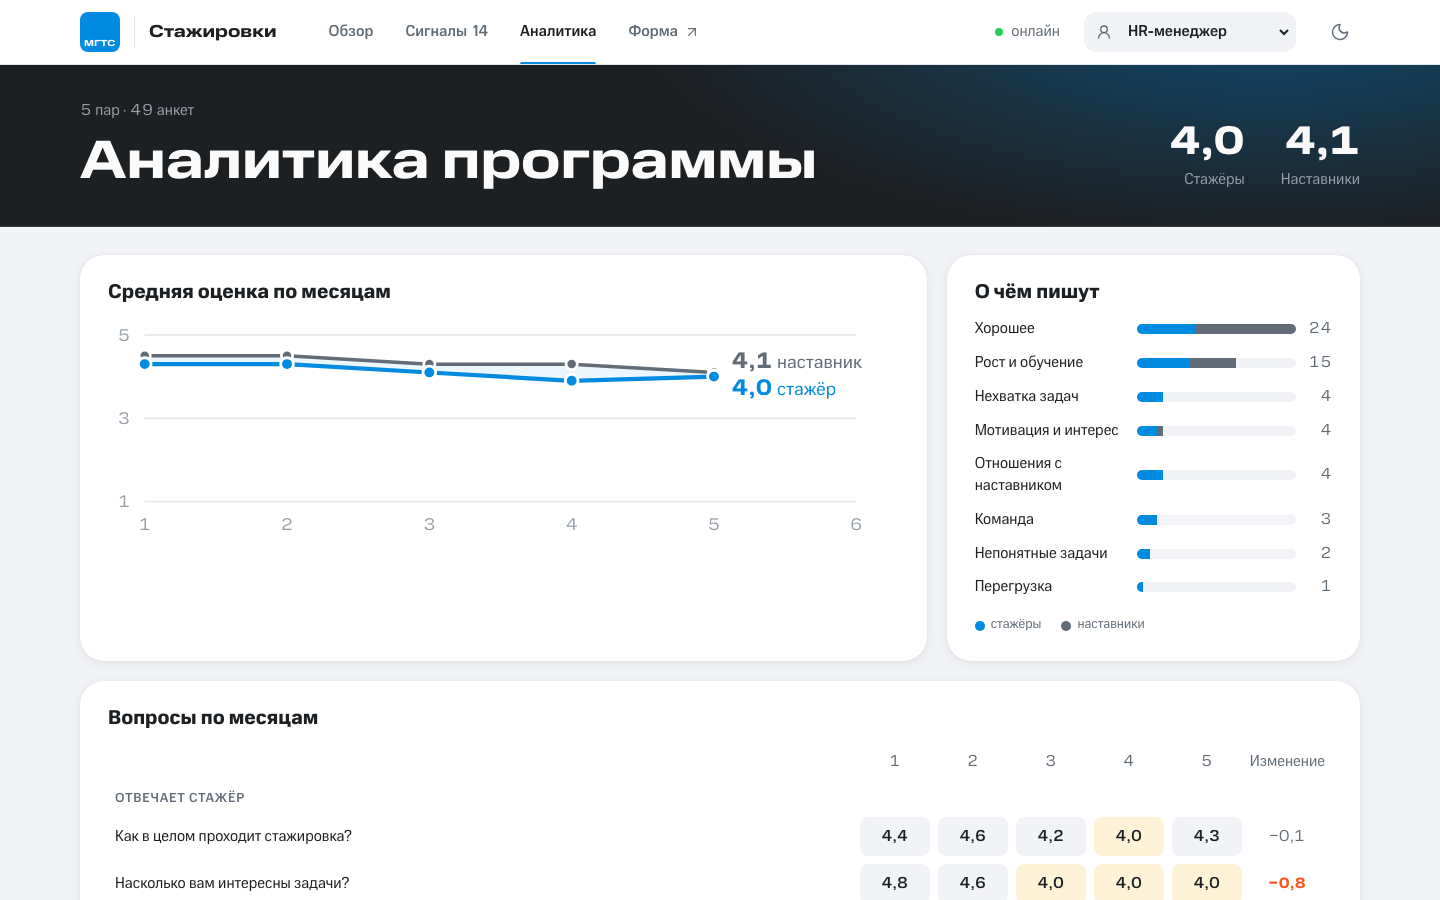 МГТС
Стажировки
Обзор
Сигналы 14
Аналитика
Форма
онлайн
HR-менеджер
5 пар · 49 анкет
Аналитика программы
4,0
Стажёры
4,1
Наставники
Средняя оценка по месяцам
5
3
1
1 2 3 4 5 6
4,1 наставник
4,0 стажёр
О чём пишут
Хорошее 24
Рост и обучение 15
Нехватка задач 4
Мотивация и интерес 4
Отношения с
наставником 4
Команда 3
Непонятные задачи 2
Перегрузка 1
стажёры наставники
Вопросы по месяцам
1 2 3 4 5 Изменение
ОТВЕЧАЕТ СТАЖЁР
Как в целом проходит стажировка? 4,4 4,6 4,2 4,0 4,3 −0,1
Насколько вам интересны задачи? 4,8 4,6 4,0 4,0 4,0 −0,8